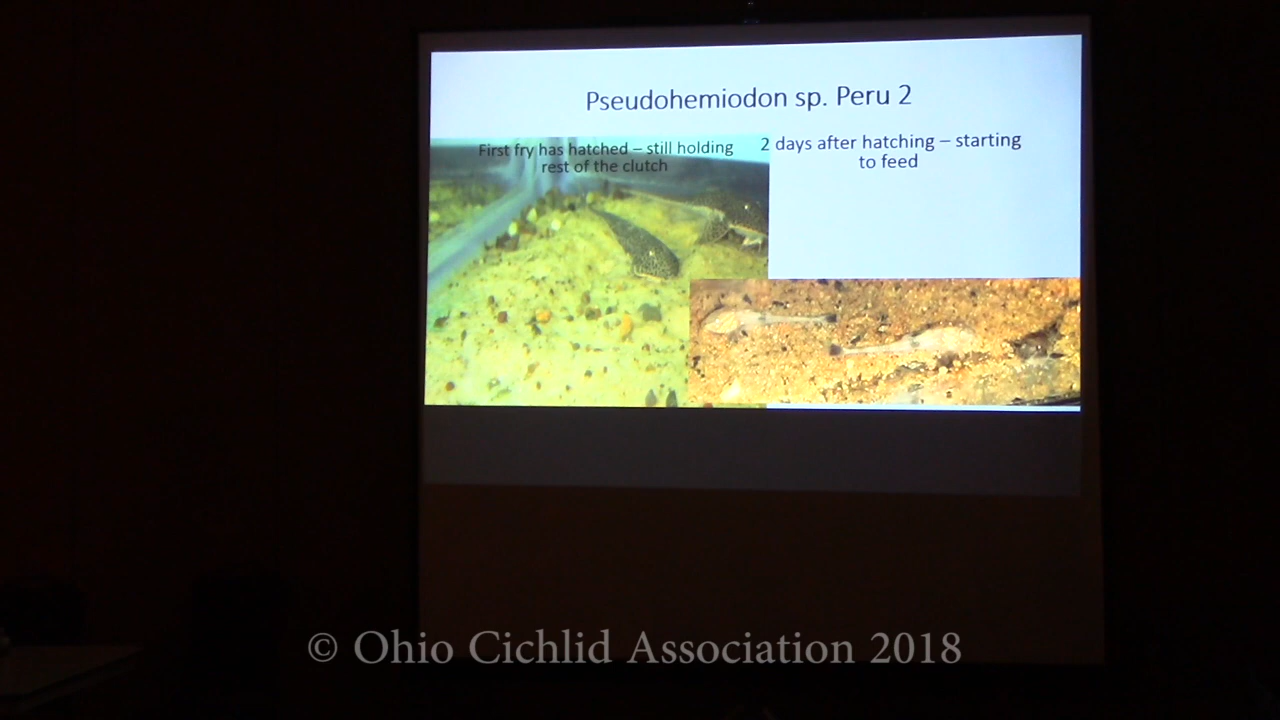 Pseudohemiodon sp. Peru 2
First fry has hatched – still holding
rest of the clutch
2 days after hatching – starting
to feed
© Ohio Cichlid Association 2018